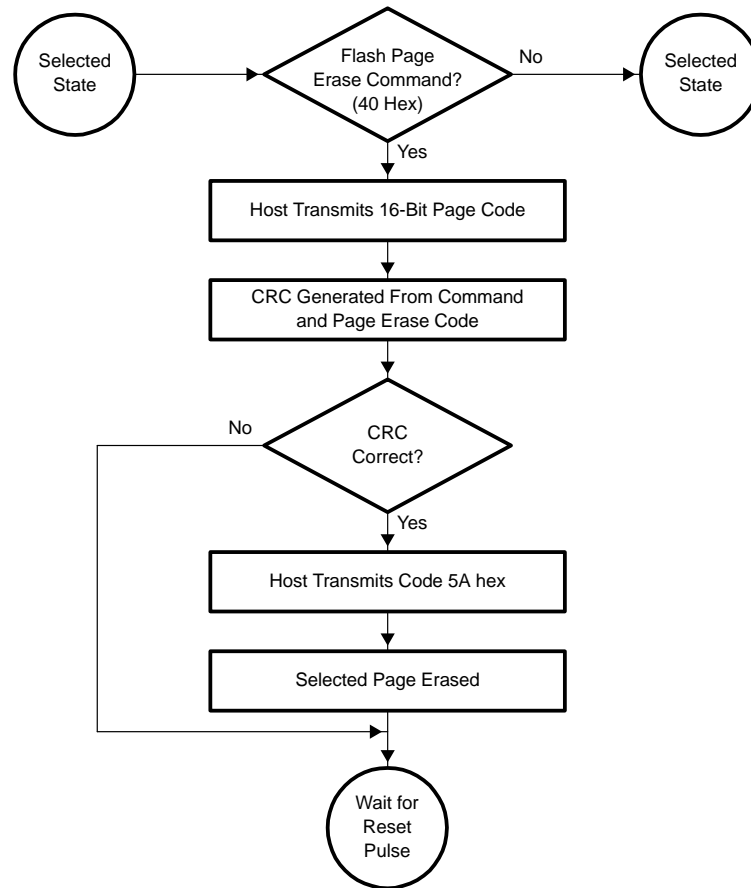 Selected
State
Flash Page
Erase Command?
(40 Hex)
No
Selected
State
Yes
Host Transmits 16-Bit Page Code
CRC Generated From Command
and Page Erase Code
No
CRC
Correct?
Yes
Host Transmits Code 5A hex
Selected Page Erased
Wait for
Reset
Pulse